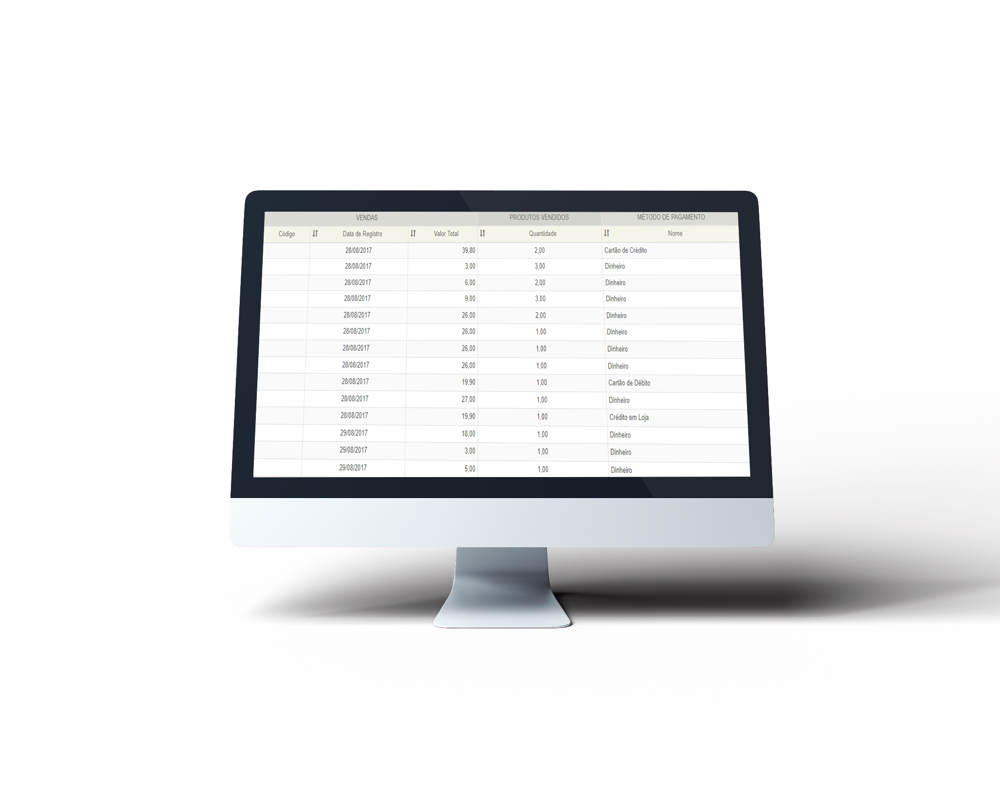 VENDAS PRODUTOS VENDIDOS MÉTODO DE PAGAMENTO
Código Data de Registro Valor Total Quantidade Nome
28/08/2017 39,80 2,00 Cartão de Crédito
28/08/2017 3,00 3,00 Dinheiro
28/08/2017 6,00 2,00 Dinheiro
28/08/2017 9,00 3,00 Dinheiro
28/08/2017 26,00 2,00 Dinheiro
28/08/2017 26,00 1,00 Dinheiro
28/08/2017 26,00 1,00 Dinheiro
28/08/2017 26,00 1,00 Dinheiro
28/08/2017 19,90 1,00 Cartão de Débito
28/08/2017 27,00 1,00 Dinheiro
28/08/2017 19,90 1,00 Crédito em Loja
29/08/2017 18,00 1,00 Dinheiro
29/08/2017 3,00 1,00 Dinheiro
29/08/2017 5,00 1,00 Dinheiro